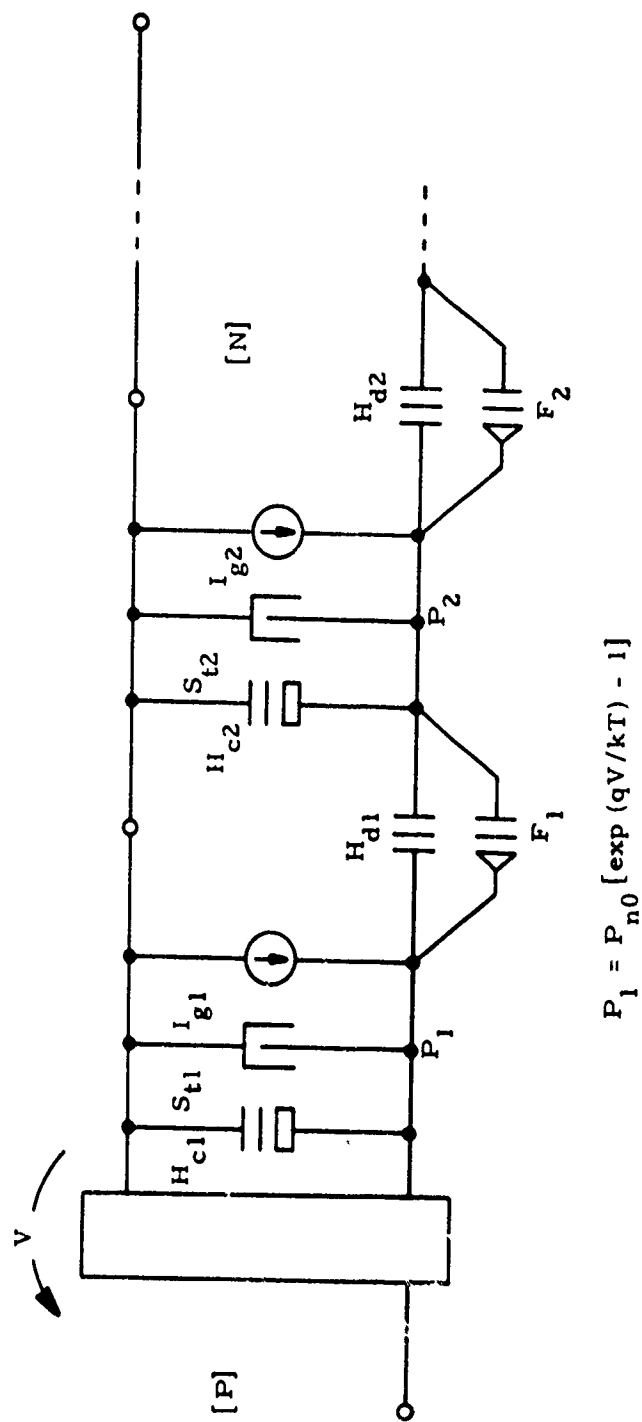 V
[P]
[N]
H_c1
S_t1
I_g1
P_1
H_d1
F_1
H_c2
S_t2
I_g2
P_2
H_d2
F_2
P_1 = P_n0 [exp (qV/kT) - 1]